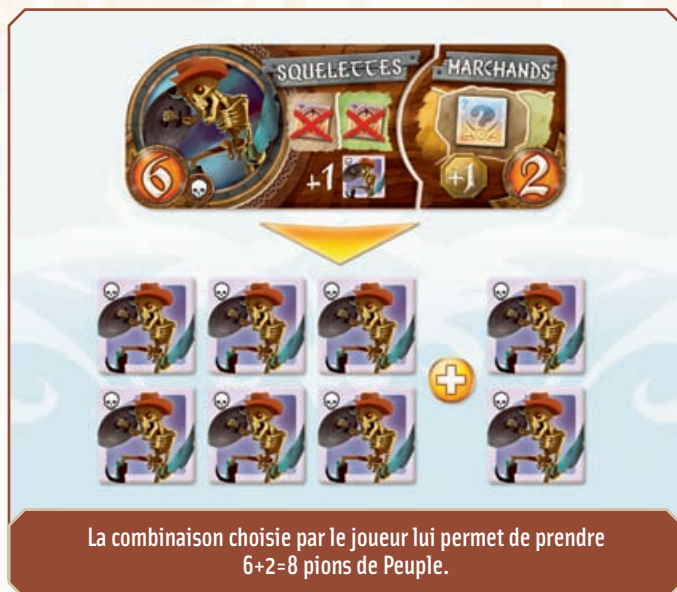 SQUELETTES MARCHANDS
6 +1 +1 2
La combinaison choisie par le joueur lui permet de prendre
6+2=8 pions de Peuple.